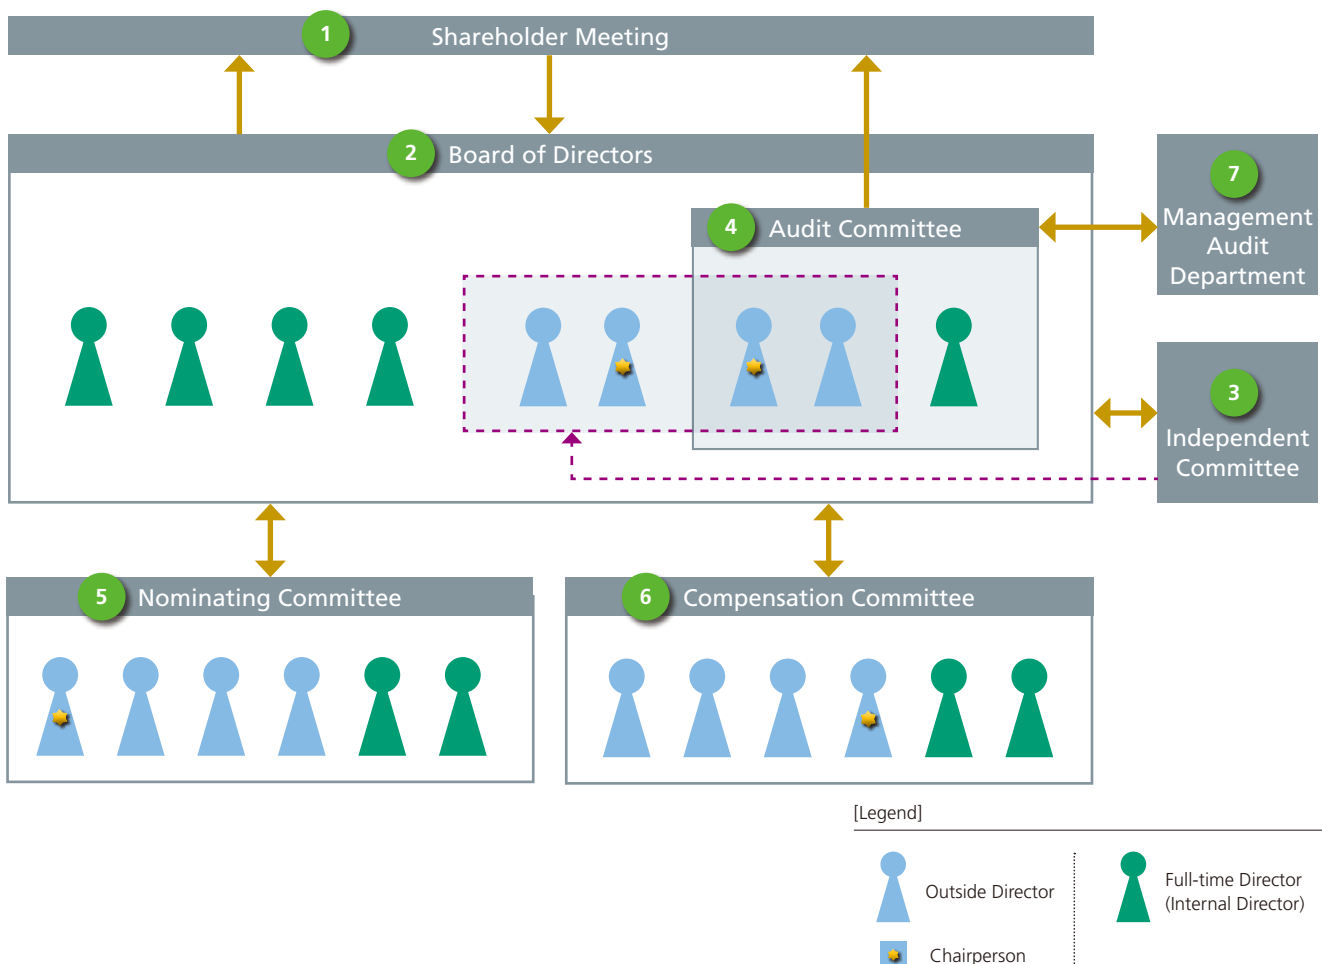 1 Shareholder Meeting
2 Board of Directors
7
Management
Audit
Department
4 Audit Committee
3
Independent
Committee
5 Nominating Committee
6 Compensation Committee
[Legend]
Outside Director
Full-time Director
(Internal Director)
Chairperson